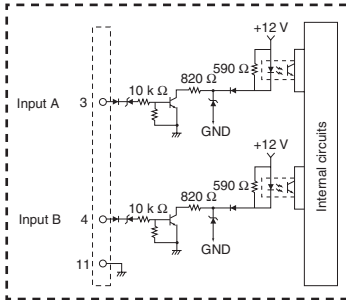 +12 V
590 Ω
820 Ω
10 k Ω
Input A 3
GND
+12 V
590 Ω
820 Ω
10 k Ω
Input B 4
GND
11
Internal circuits